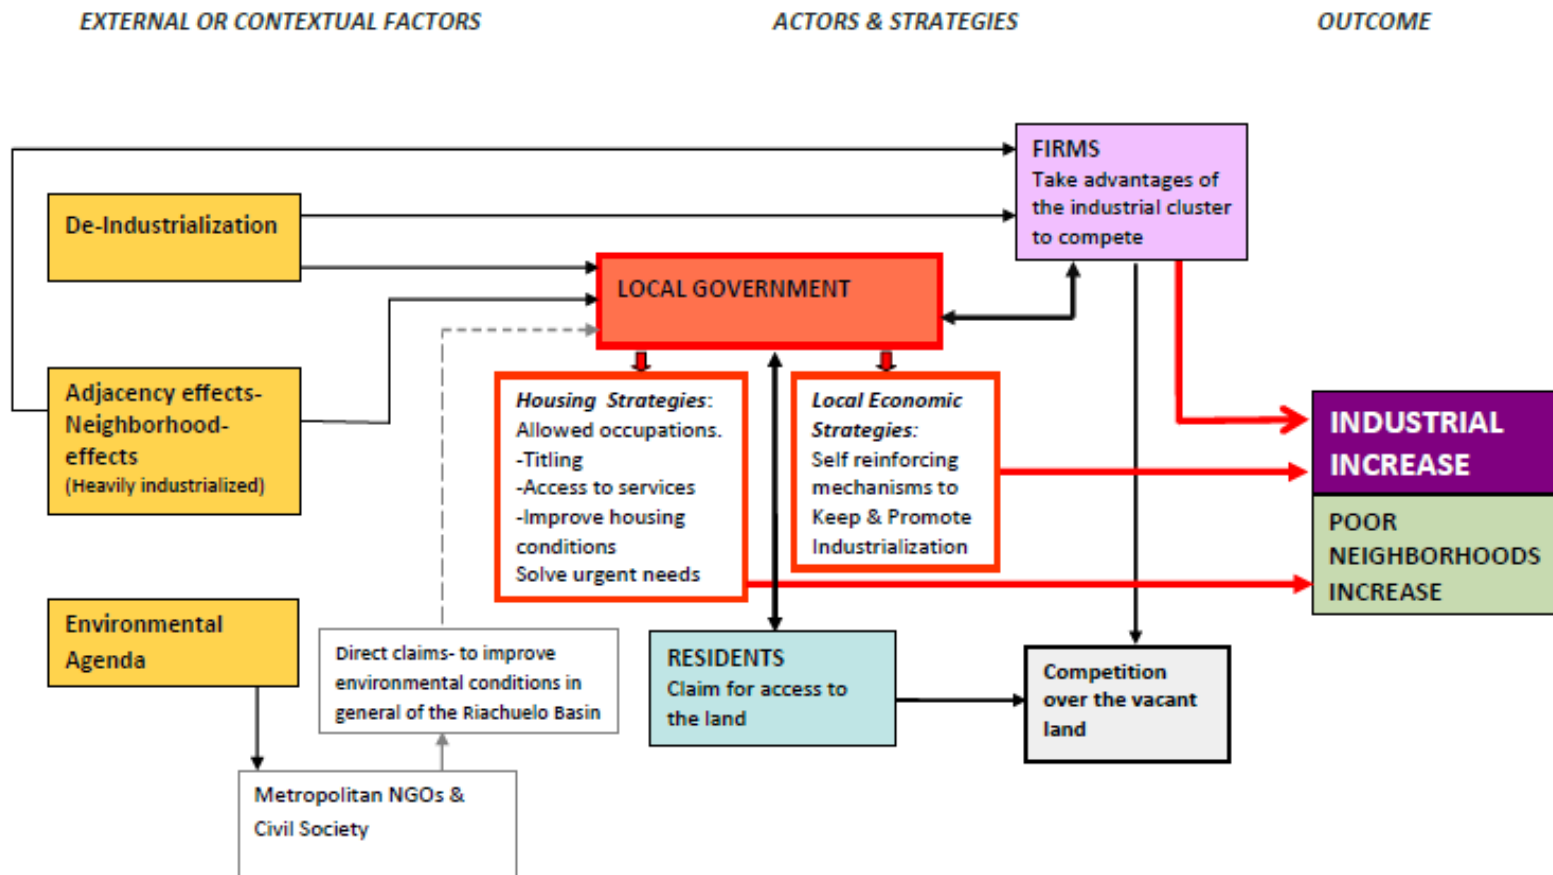 EXTERNAL OR CONTEXTUAL FACTORS
ACTORS & STRATEGIES
OUTCOME
FIRMS
Take advantages of
the industrial cluster
to compete
De-Industrialization
LOCAL GOVERNMENT
Adjacency effects-
Neighborhood-
effects
(Heavily industrialized)
Housing Strategies:
Allowed occupations.
-Titling
-Access to services
-Improve housing
conditions
Solve urgent needs
Local Economic
Strategies:
Self reinforcing
mechanisms to
Keep & Promote
Industrialization
INDUSTRIAL
INCREASE
POOR
NEIGHBORHOODS
INCREASE
Environmental
Agenda
Direct claims- to improve
environmental conditions in
general of the Riachuelo Basin
RESIDENTS
Claim for access to
the land
Competition
over the vacant
land
Metropolitan NGOs &
Civil Society